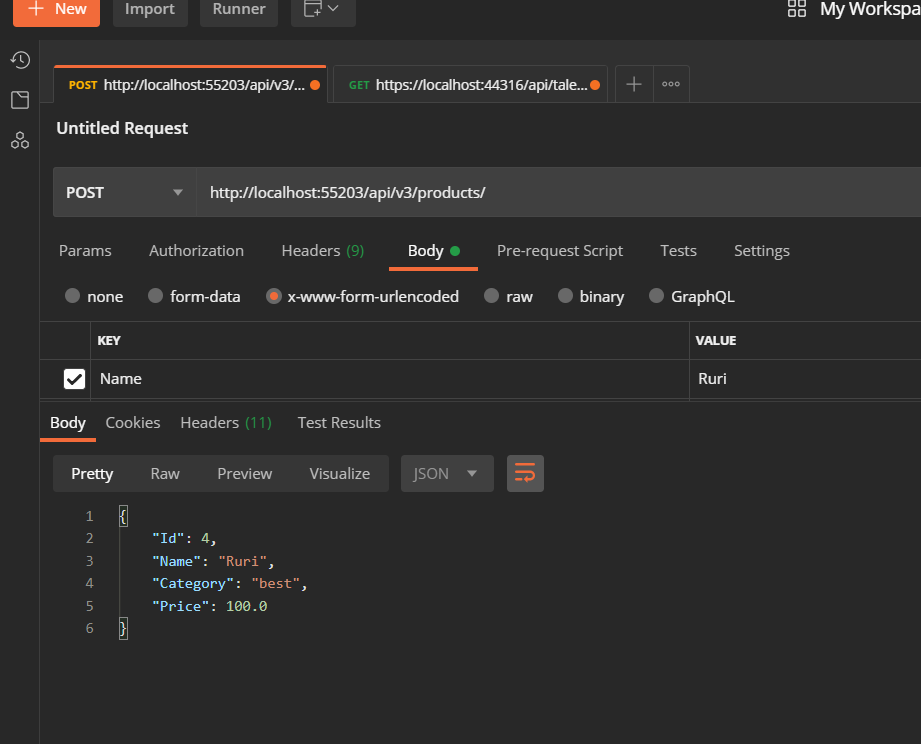 New Import Runner My Workspa
POST http://localhost:55203/api/v3/... GET https://localhost:44316/api/tale...
Untitled Request
POST http://localhost:55203/api/v3/products/
Params Authorization Headers (9) Body Pre-request Script Tests Settings
none form-data x-www-form-urlencoded raw binary GraphQL
KEY VALUE
Name Ruri
Body Cookies Headers (11) Test Results
Pretty Raw Preview Visualize JSON
1 {
2 "Id": 4,
3 "Name": "Ruri",
4 "Category": "best",
5 "Price": 100.0
6 }